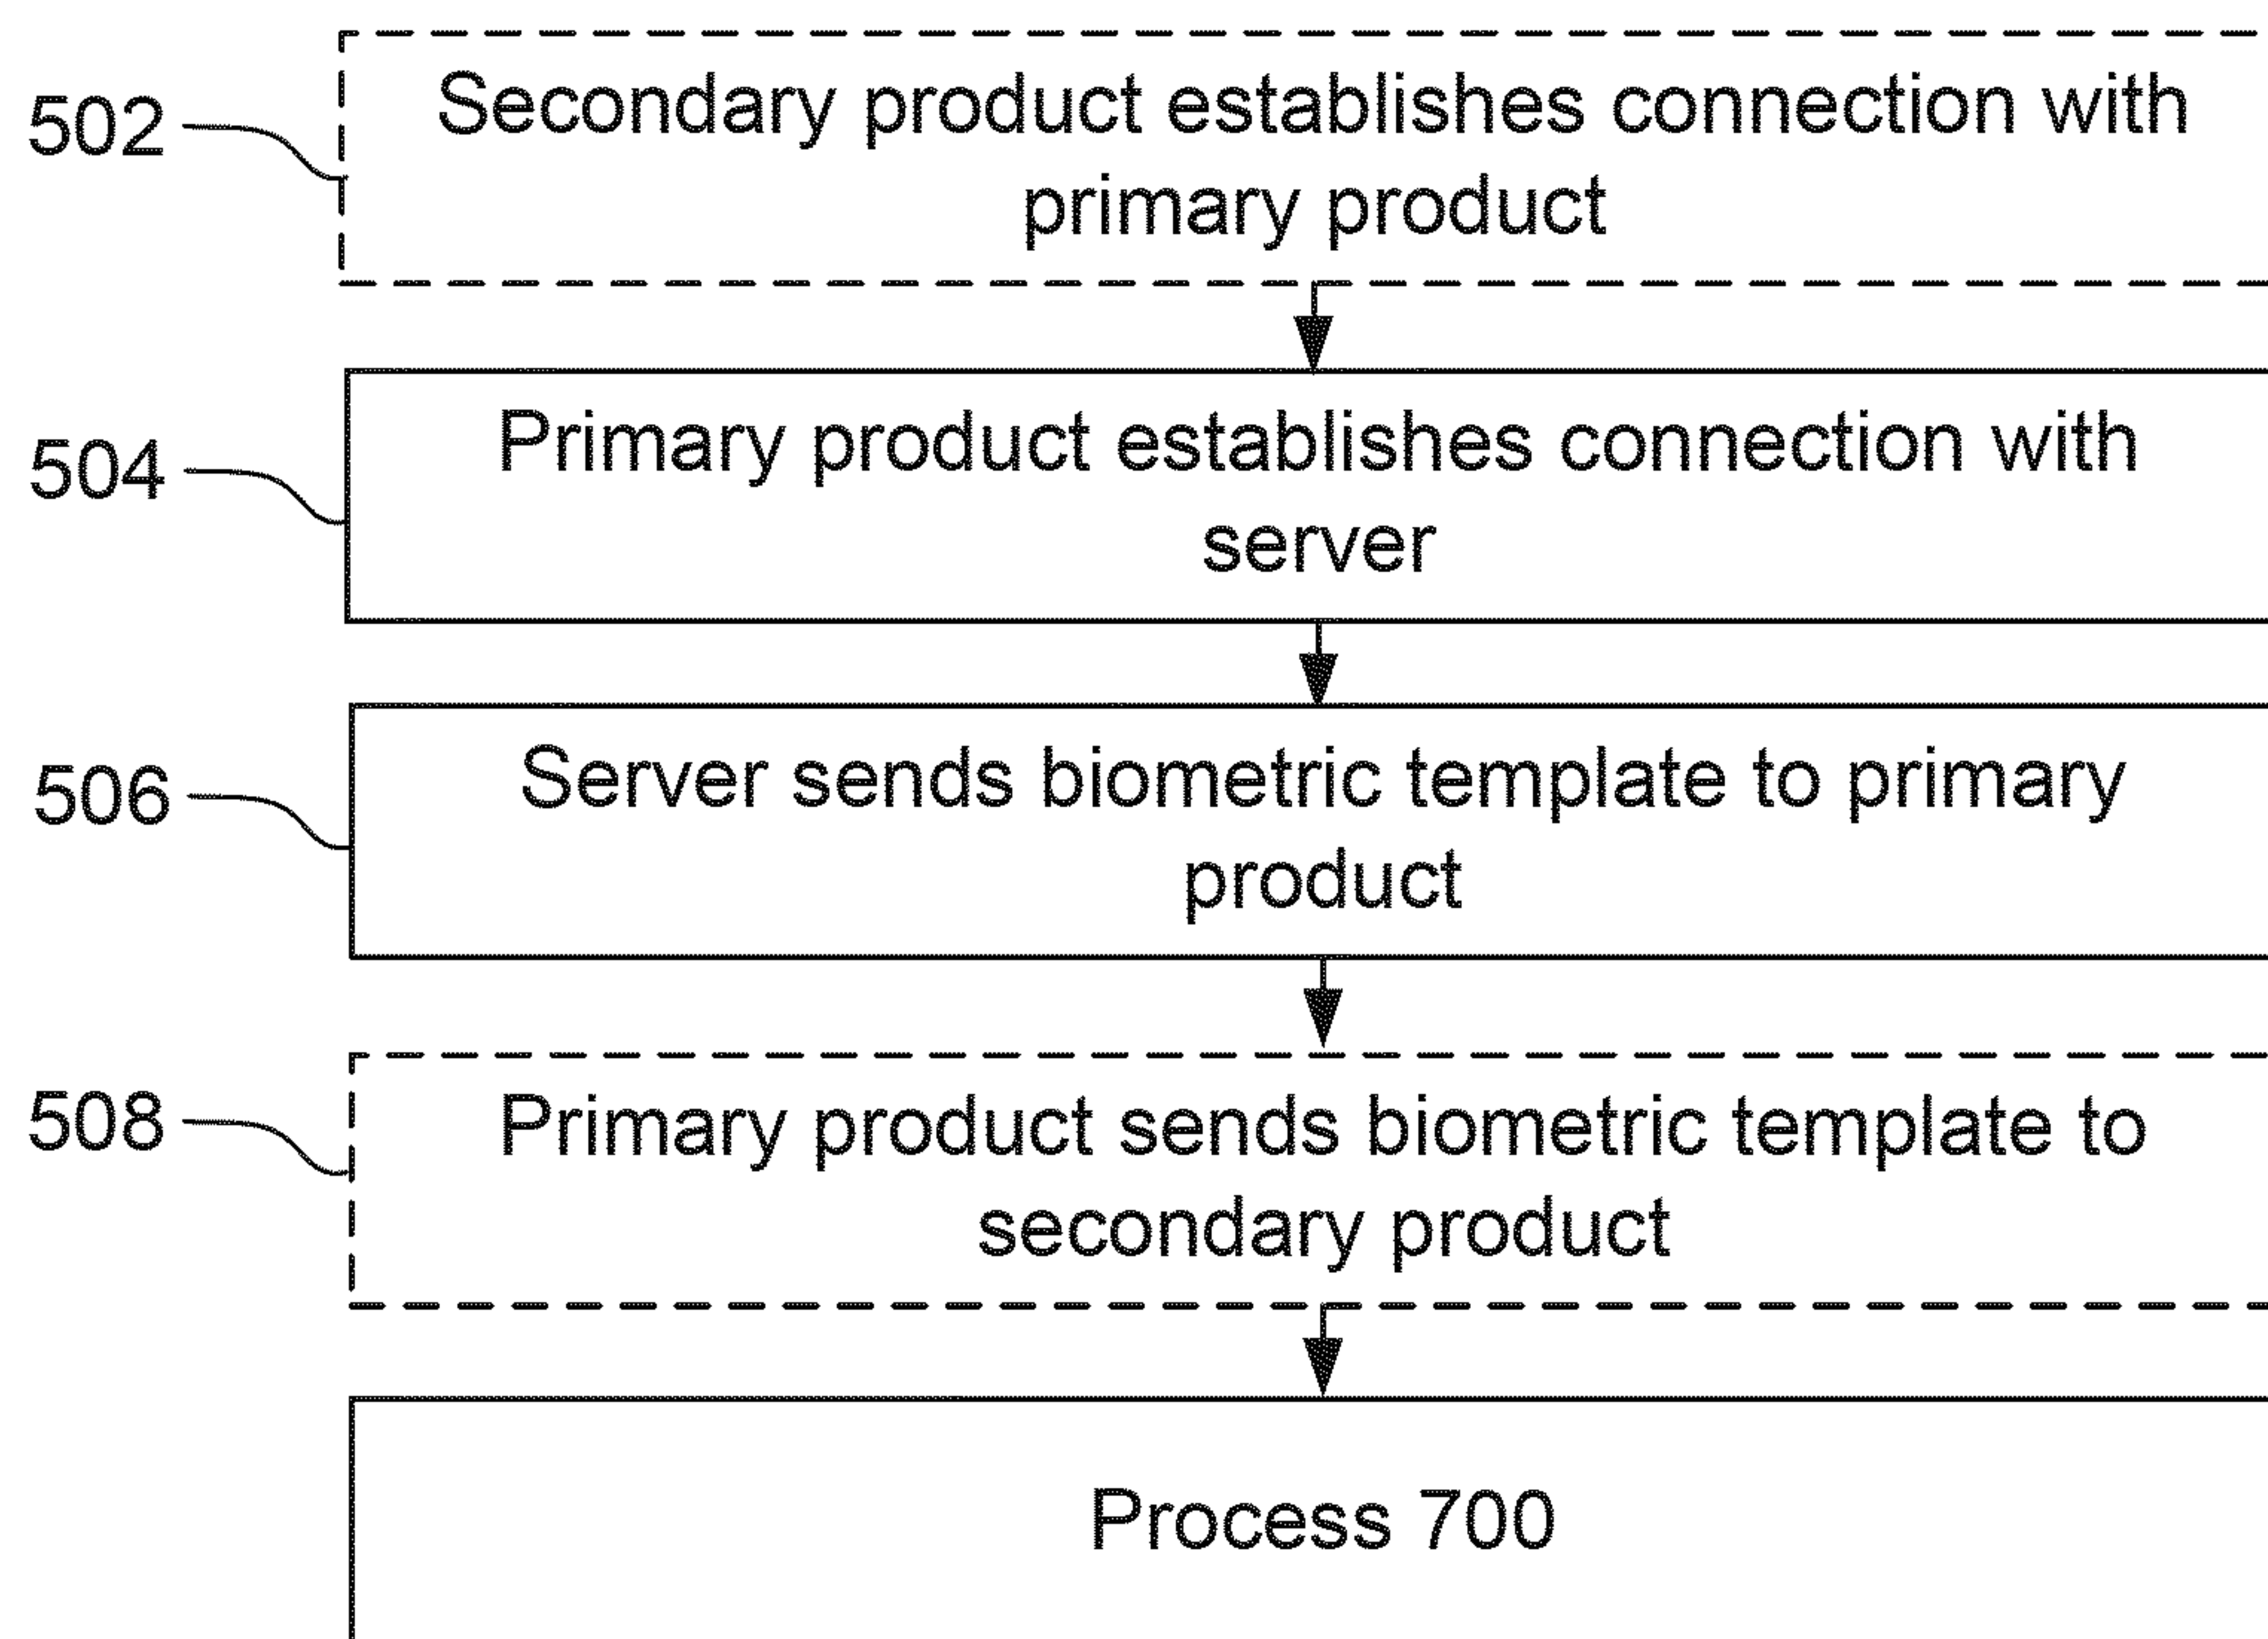 502
Secondary product establishes connection with
primary product
504
Primary product establishes connection with
server
506
Server sends biometric template to primary
product
508
Primary product sends biometric template to
secondary product
Process 700